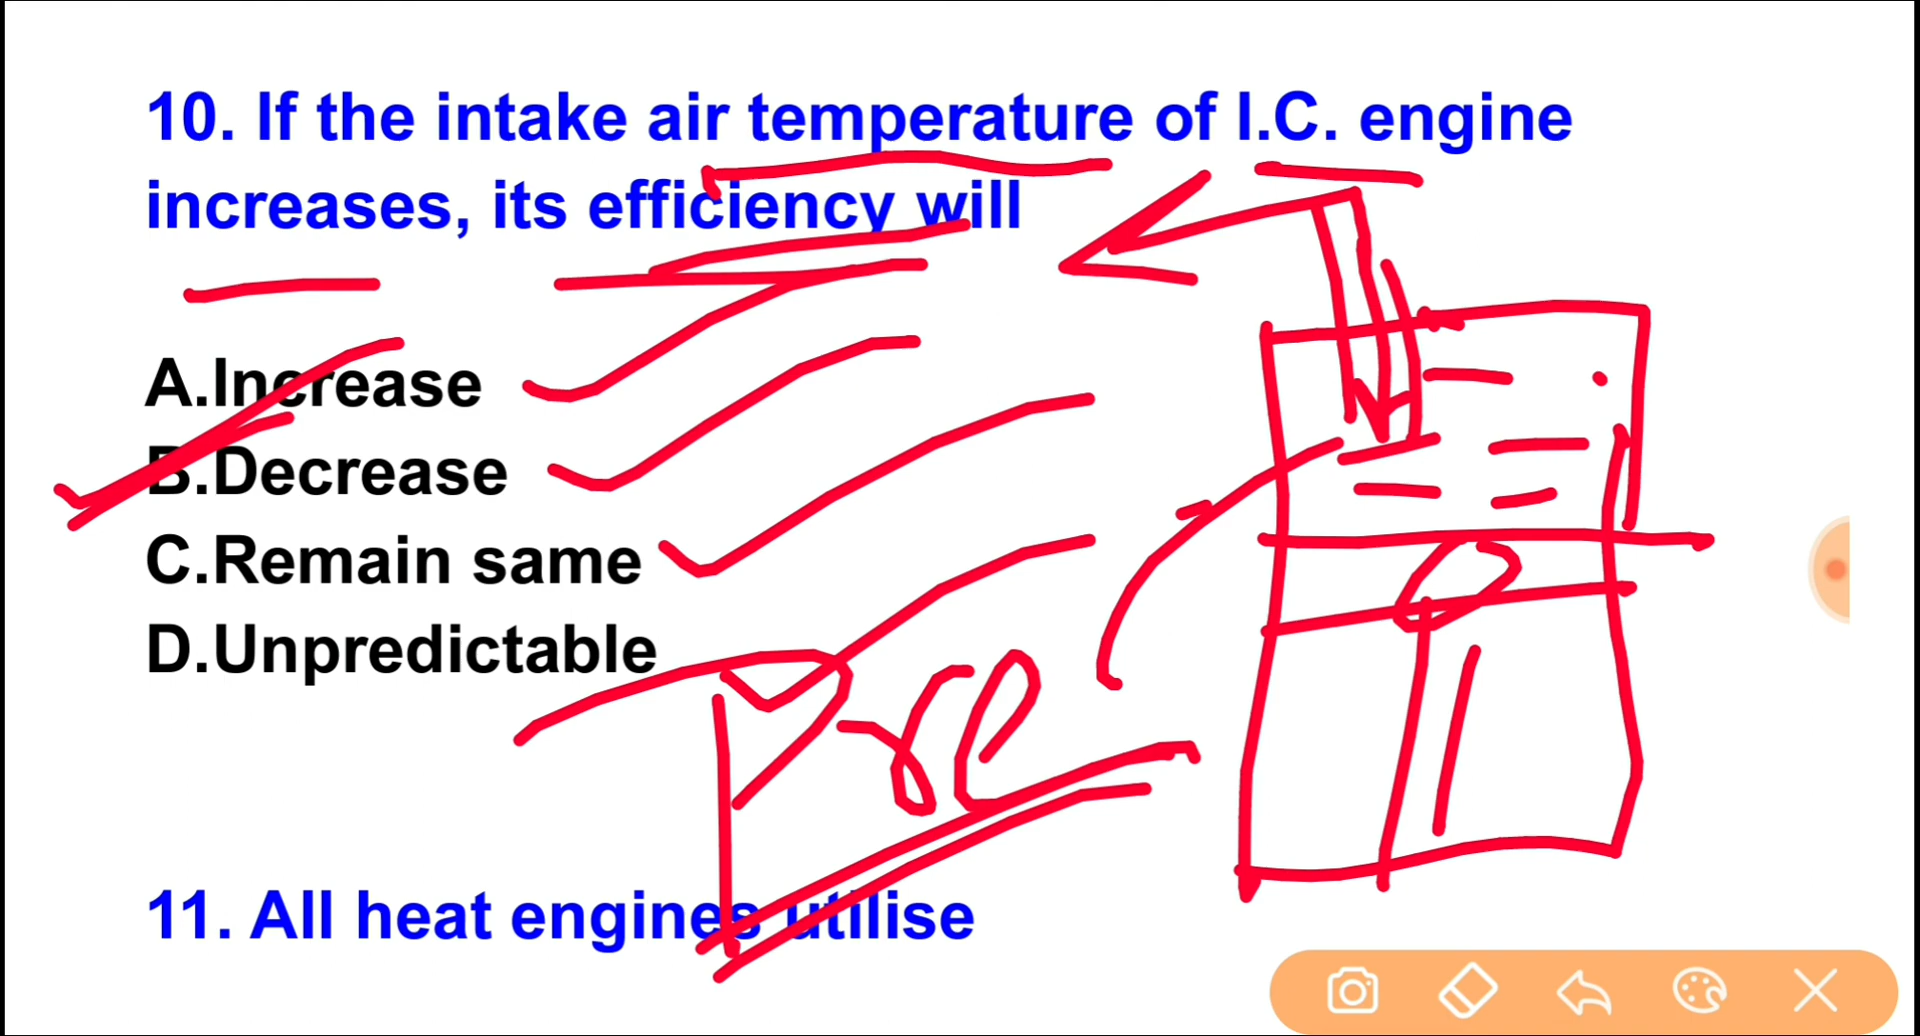 10. If the intake air temperature of I.C. engine
increases, its efficiency will
A.Increase
B.Decrease
C.Remain same
D.Unpredictable
Pre
11. All heat engines utilise